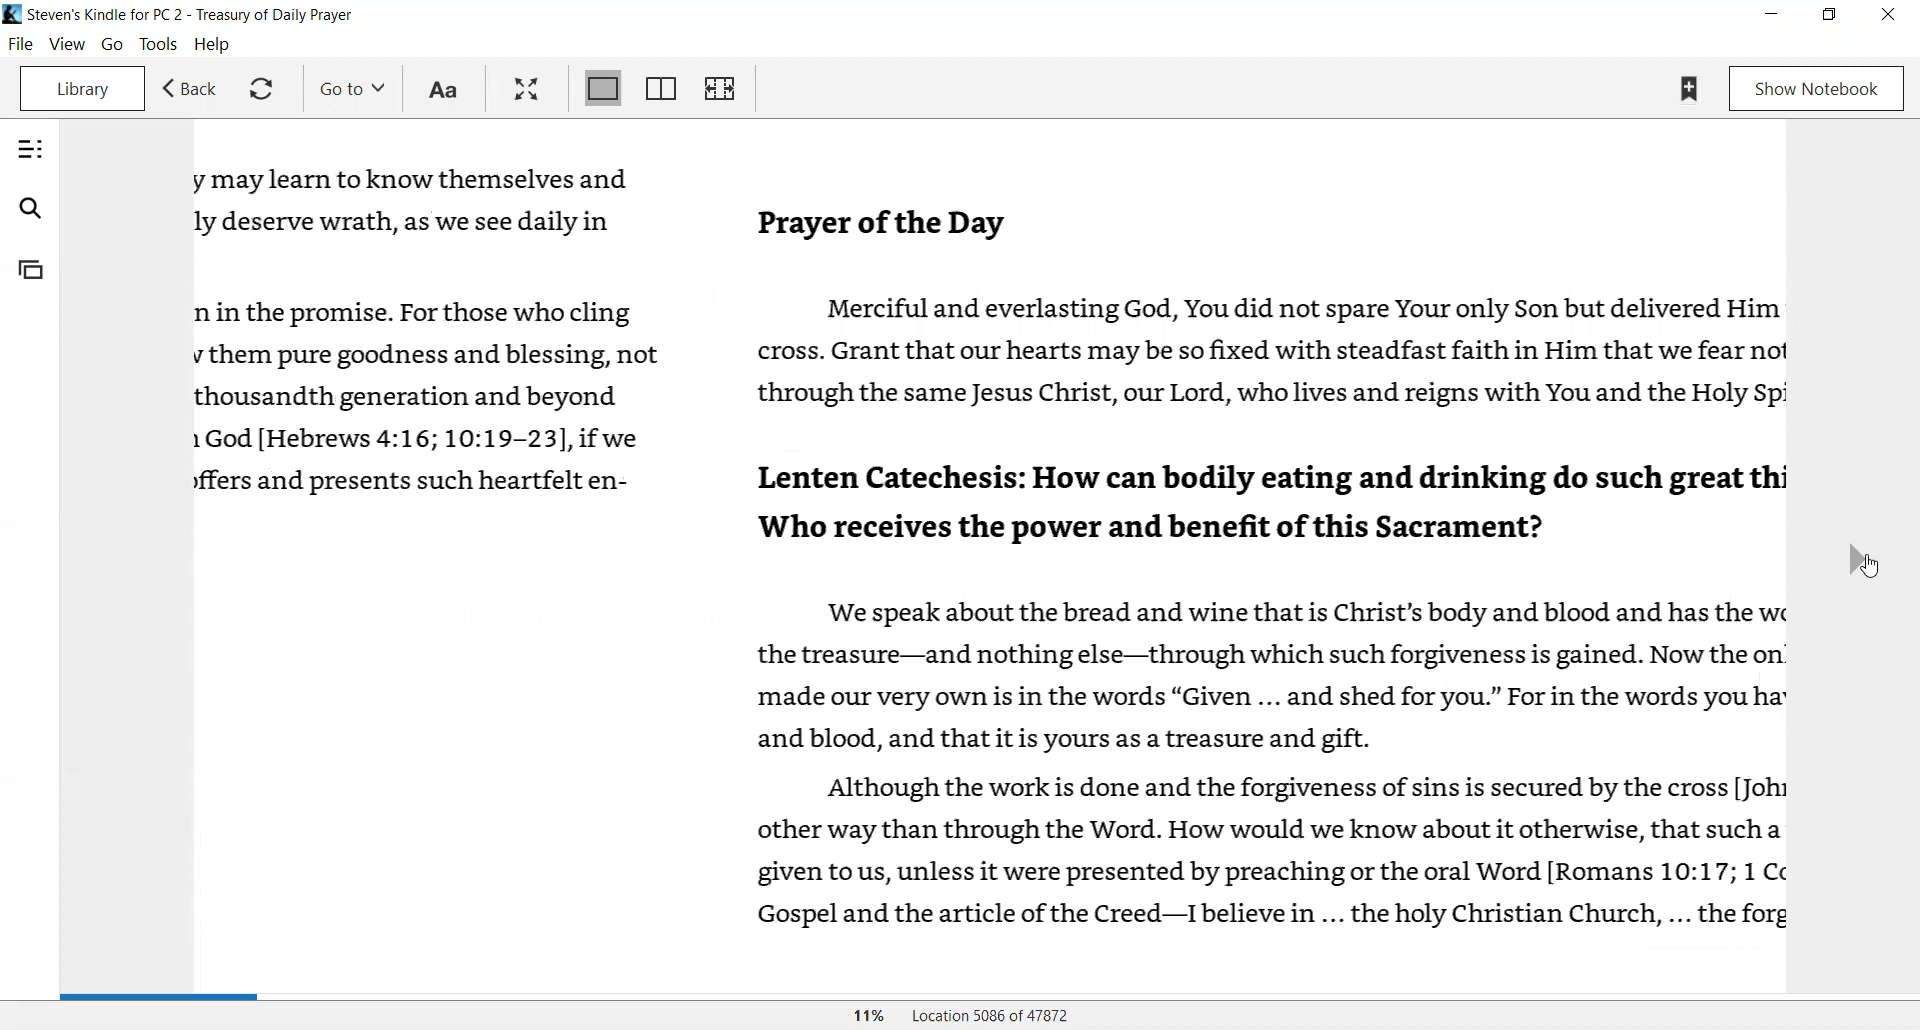 Steven's Kindle for PC 2 - Treasury of Daily Prayer
File View Go Tools Help
Library Back Go to Aa Show Notebook
y may learn to know themselves and
ly deserve wrath, as we see daily in
n in the promise. For those who cling
them pure goodness and blessing, not
thousandth generation and beyond
God [Hebrews 4:16; 10:19–23], if we
offers and presents such heartfelt en-
Prayer of the Day
Merciful and everlasting God, You did not spare Your only Son but delivered Him
cross. Grant that our hearts may be so fixed with steadfast faith in Him that we fear not
through the same Jesus Christ, our Lord, who lives and reigns with You and the Holy Spi
Lenten Catechesis: How can bodily eating and drinking do such great thi
Who receives the power and benefit of this Sacrament?
We speak about the bread and wine that is Christ’s body and blood and has the wo
the treasure—and nothing else—through which such forgiveness is gained. Now the onl
made our very own is in the words “Given … and shed for you.” For in the words you hav
and blood, and that it is yours as a treasure and gift.
Although the work is done and the forgiveness of sins is secured by the cross [John
other way than through the Word. How would we know about it otherwise, that such a
given to us, unless it were presented by preaching or the oral Word [Romans 10:17; 1 Co
Gospel and the article of the Creed—I believe in … the holy Christian Church, … the forg
11% Location 5086 of 47872